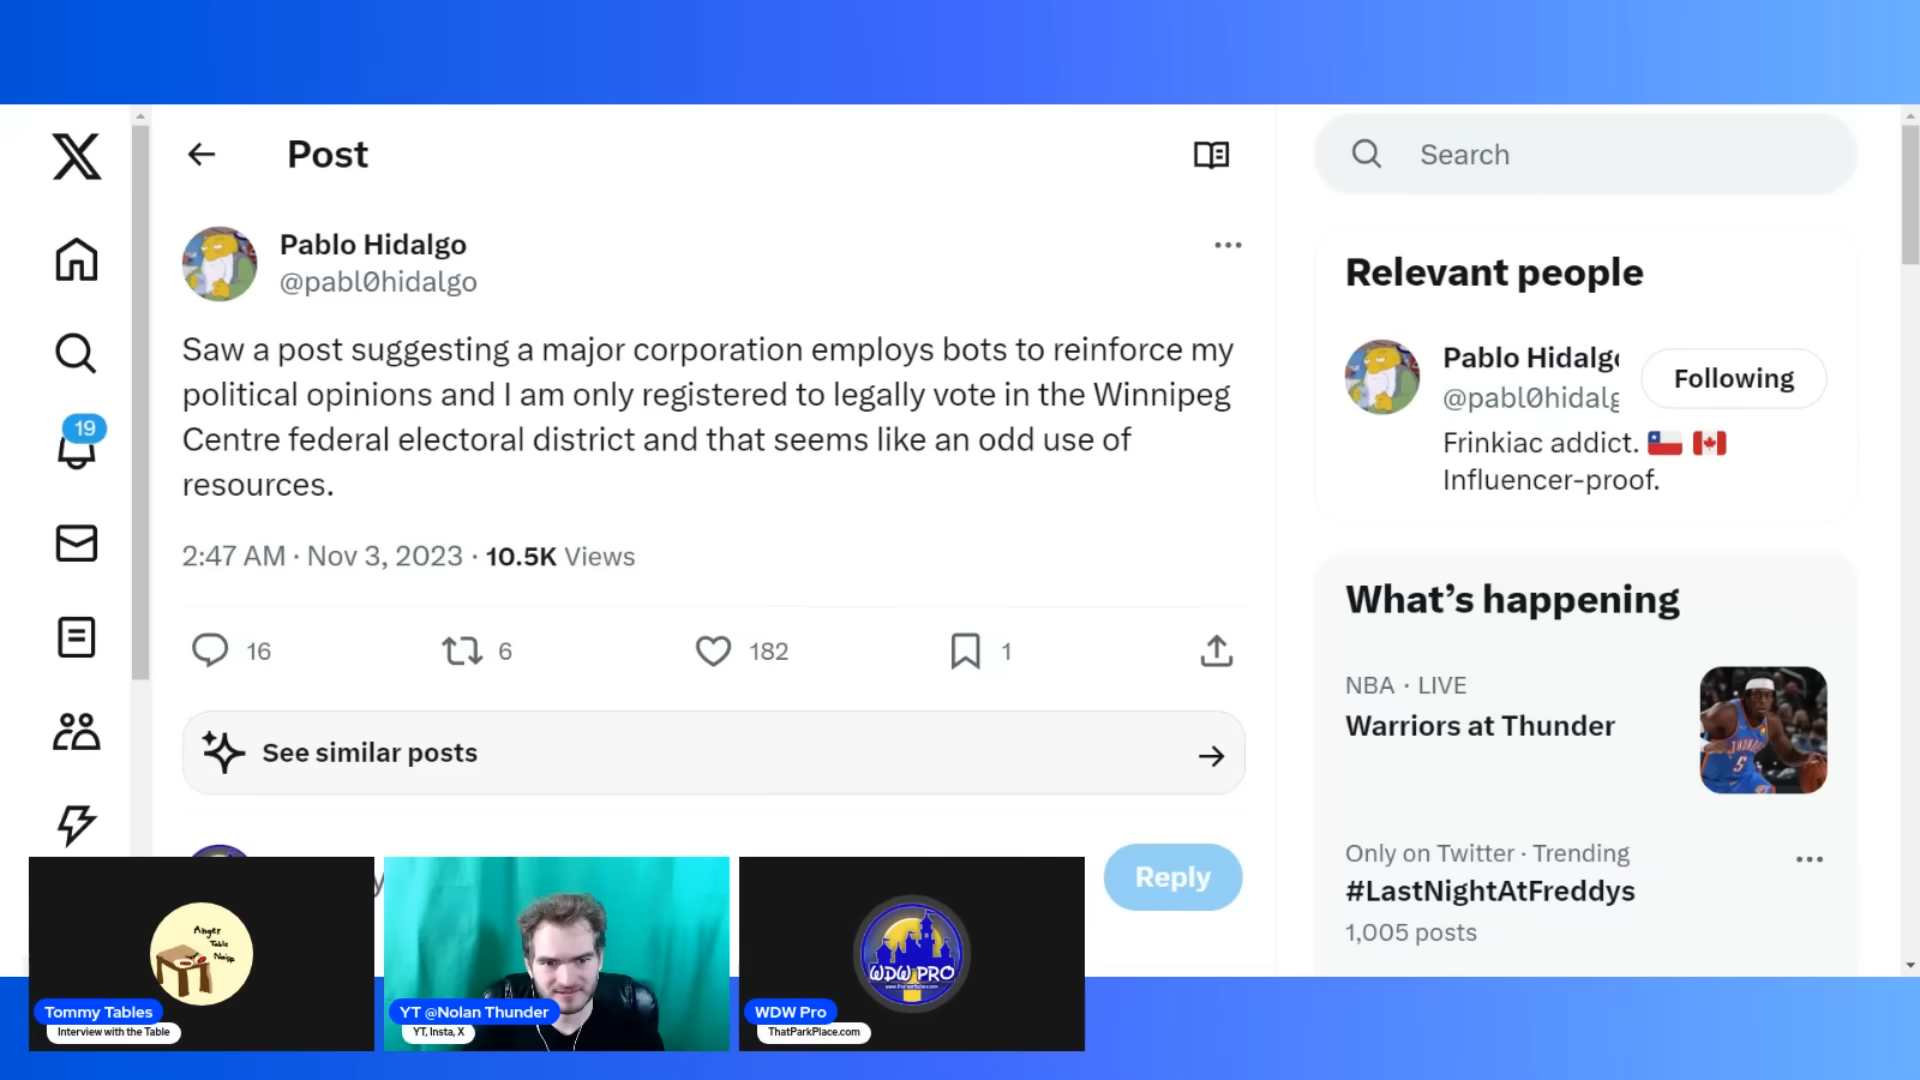 Post
Search
Pablo Hidalgo
@pabl0hidalgo
Saw a post suggesting a major corporation employs bots to reinforce my
political opinions and I am only registered to legally vote in the Winnipeg
Centre federal electoral district and that seems like an odd use of
resources.
2:47 AM · Nov 3, 2023 · 10.5K Views
16 6 182 1
See similar posts
Reply
19
Relevant people
Pablo Hidalgo
@pabl0hidalg
Following
Frinkiac addict.
Influencer-proof.
What’s happening
NBA · LIVE
Warriors at Thunder
Only on Twitter · Trending
#LastNightAtFreddys
1,005 posts
Anger
Table
Tommy Tables
Interview with the Table
YT @Nolan Thunder
YT, Insta, X
WDW PRO
WDW Pro
ThatParkPlace.com